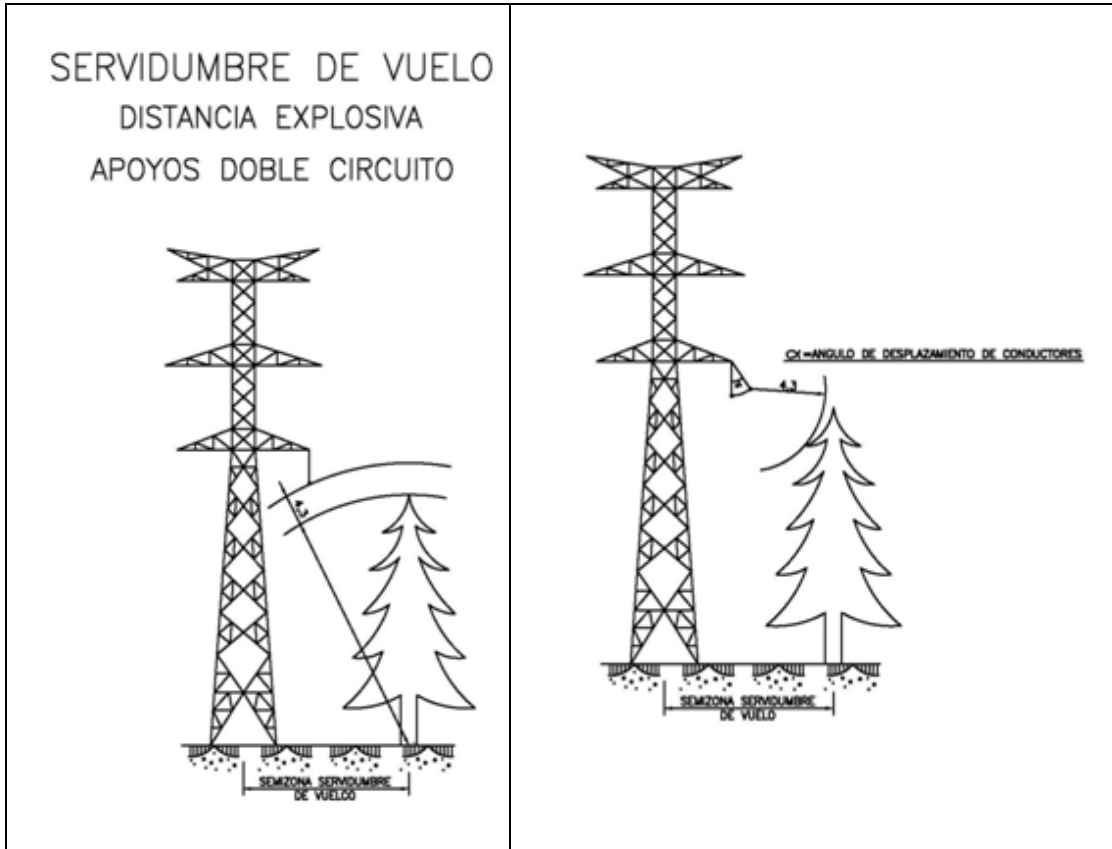 SERVIDUMBRE DE VUELO
DISTANCIA EXPLOSIVA
APOYOS DOBLE CIRCUITO
4.3
SEMIZONA SERVIDUMBRE
DE VUELCO
CX =ANGULO DE DESPLAZAMIENTO DE CONDUCTORES
4.3
SEMIZONA SERVIDUMBRE
DE VUELO